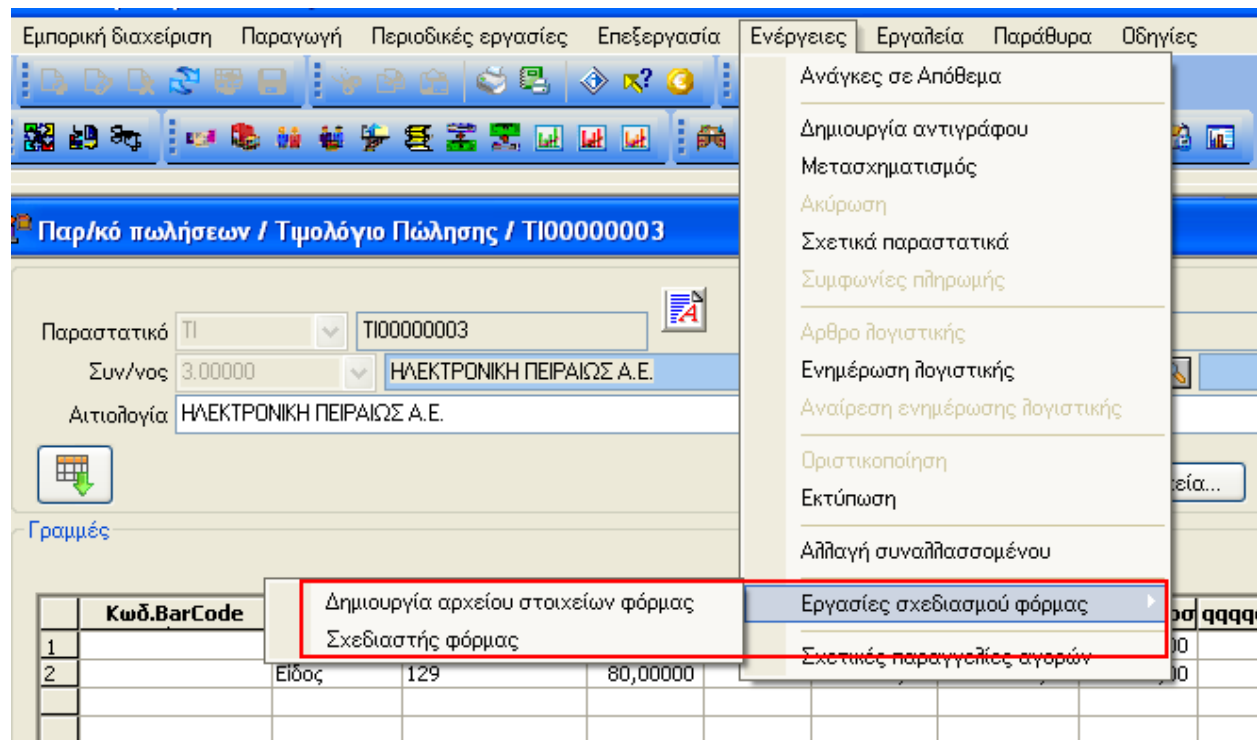 Εμπορική διαχείριση Παραγωγή Περιοδικές εργασίες Επεξεργασία Ενέργειες Εργαλεία Παράθυρα Οδηγίες
Ανάγκες σε Απόθεμα
Δημιουργία αντιγράφου
Μετασχηματισμός
Ακύρωση
Σχετικά παραστατικά
Συμφωνίες πληρωμής
Αρθρο λογιστικής
Ενημέρωση λογιστικής
Αναίρεση ενημέρωσης λογιστικής
Οριστικοποίηση
Εκτύπωση
Αλλαγή συναλλασσομένου
Εργασίες σχεδιασμού φόρμας
Σχετικές παραγγελίες αγορών
Δημιουργία αρχείου στοιχείων φόρμας
Σχεδιαστής φόρμας
Παρ/κό πωλήσεων / Τιμολόγιο Πώλησης / ΤΙ00000003
Παραστατικό ΤΙ ΤΙ00000003
Συν/νος 3.00000 ΗΛΕΚΤΡΟΝΙΚΗ ΠΕΙΡΑΙΩΣ Α.Ε.
Αιτιολογία ΗΛΕΚΤΡΟΝΙΚΗ ΠΕΙΡΑΙΩΣ Α.Ε.
εία...
Γραμμές
Κωδ.BarCode
1
2 Είδος 129 80,00000